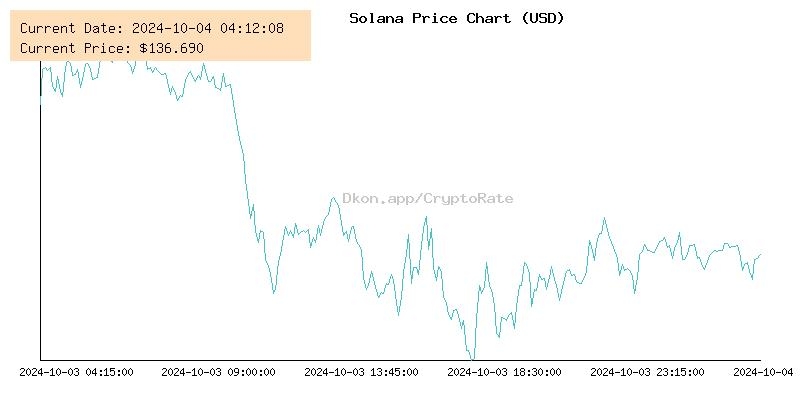 Solana Price Chart (USD)
Current Date: 2024-10-04 04:12:08
Current Price: $136.690
Dkon.app/CryptoRate
2024-10-03 04:15:00 2024-10-03 09:00:00 2024-10-03 13:45:00 2024-10-03 18:30:00 2024-10-03 23:15:00 2024-10-04